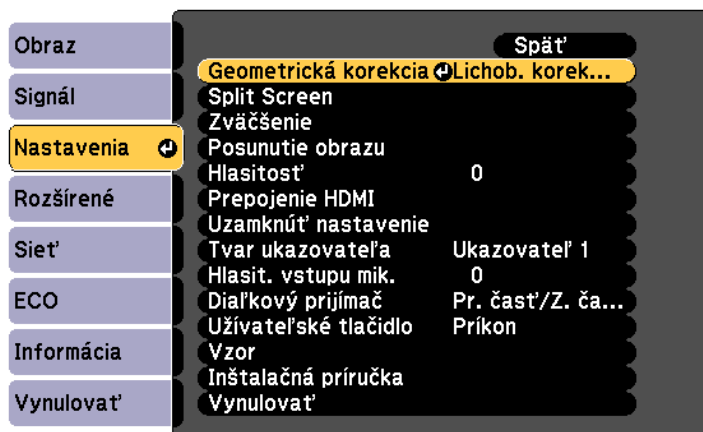 Obraz
Signál
Nastavenia
Rozšírené
Sieť
ECO
Informácia
Vynulovať
Späť
Geometrická korekcia Lichob. korek...
Split Screen
Zväčšenie
Posunutie obrazu
Hlasitosť 0
Prepojenie HDMI
Uzamknúť nastavenie
Tvar ukazovateľa Ukazovateľ 1
Hlasit. vstupu mik. 0
Diaľkový prijímač Pr. časť/Z. ča...
Užívateľské tlačidlo Príkon
Vzor
Inštalačná príručka
Vynulovať